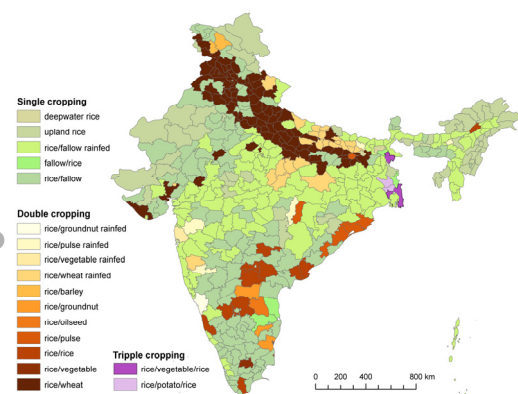 Single cropping
deepwater rice
upland rice
rice/fallow rainfed
fallow/rice
rice/fallow
Double cropping
rice/groundnut rainfed
rice/pulse rainfed
rice/vegetable rainfed
rice/wheat rainfed
rice/barley
rice/groundnut
rice/oilseed
rice/pulse
rice/rice
rice/vegetable
rice/wheat
Tripple cropping
rice/vegetable/rice
rice/potato/rice
0 200 400 800 km